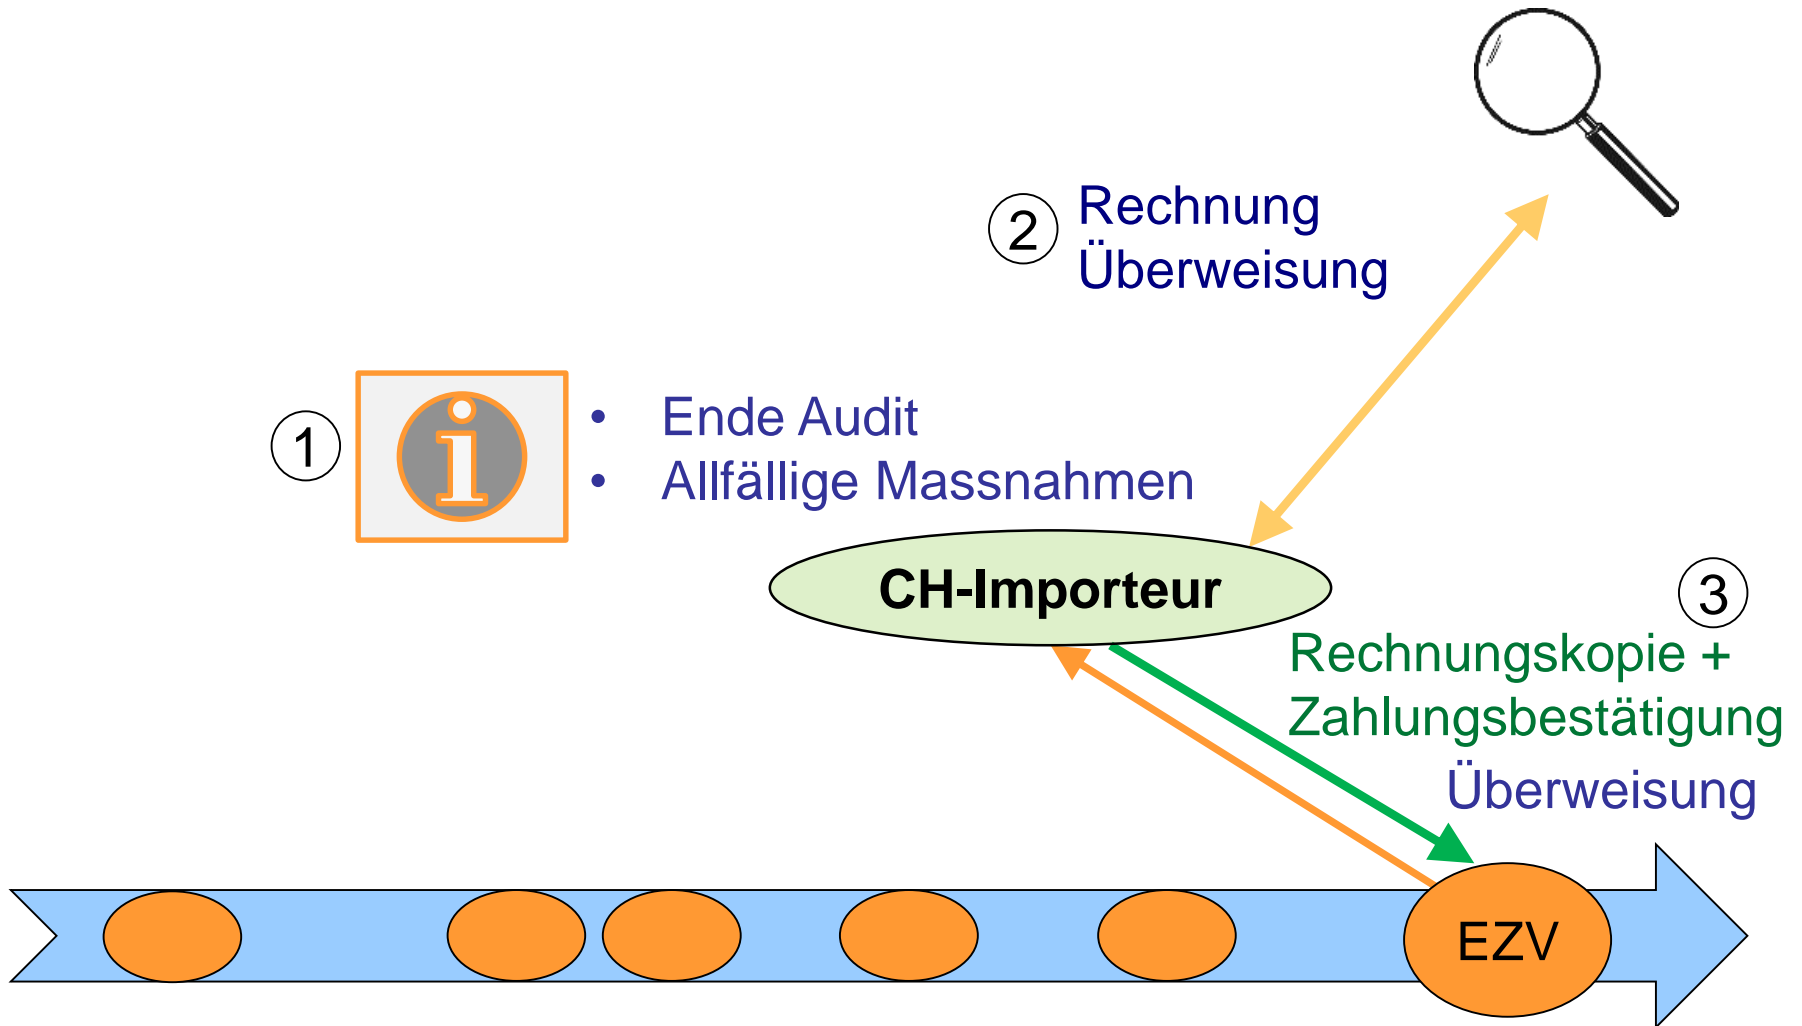 2
Rechnung
Überweisung
1
• Ende Audit
• Allfällige Massnahmen
CH-Importeur
3
Rechnungskopie +
Zahlungsbestätigung
Überweisung
EZV